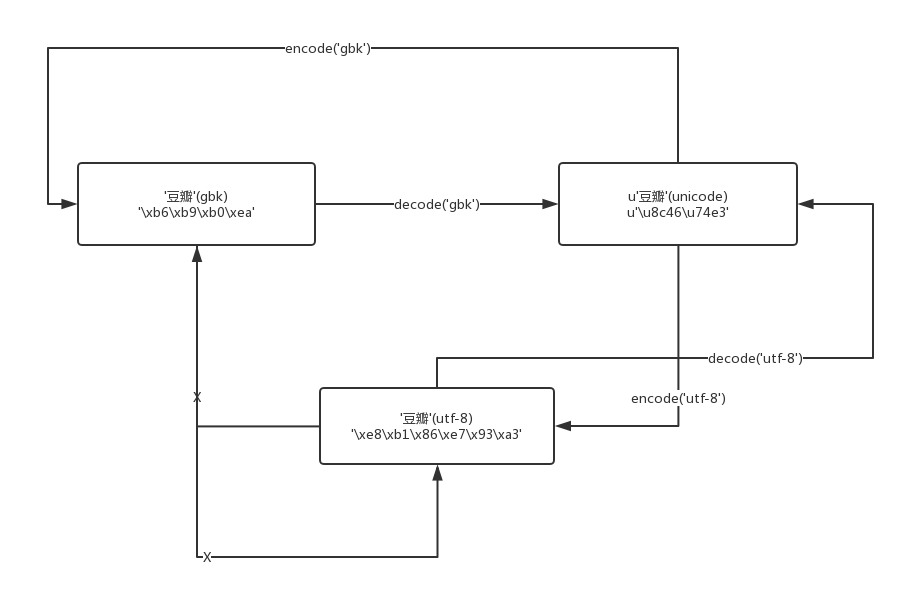 encode('gbk')
'豆瓣'(gbk)
'\xb6\xb9\xb0\xea'
decode('gbk')
u'豆瓣'(unicode)
u'\u8c46\u74e3'
decode('utf-8')
X
encode('utf-8')
'豆瓣'(utf-8)
'\xe8\xb1\x86\xe7\x93\xa3'
X